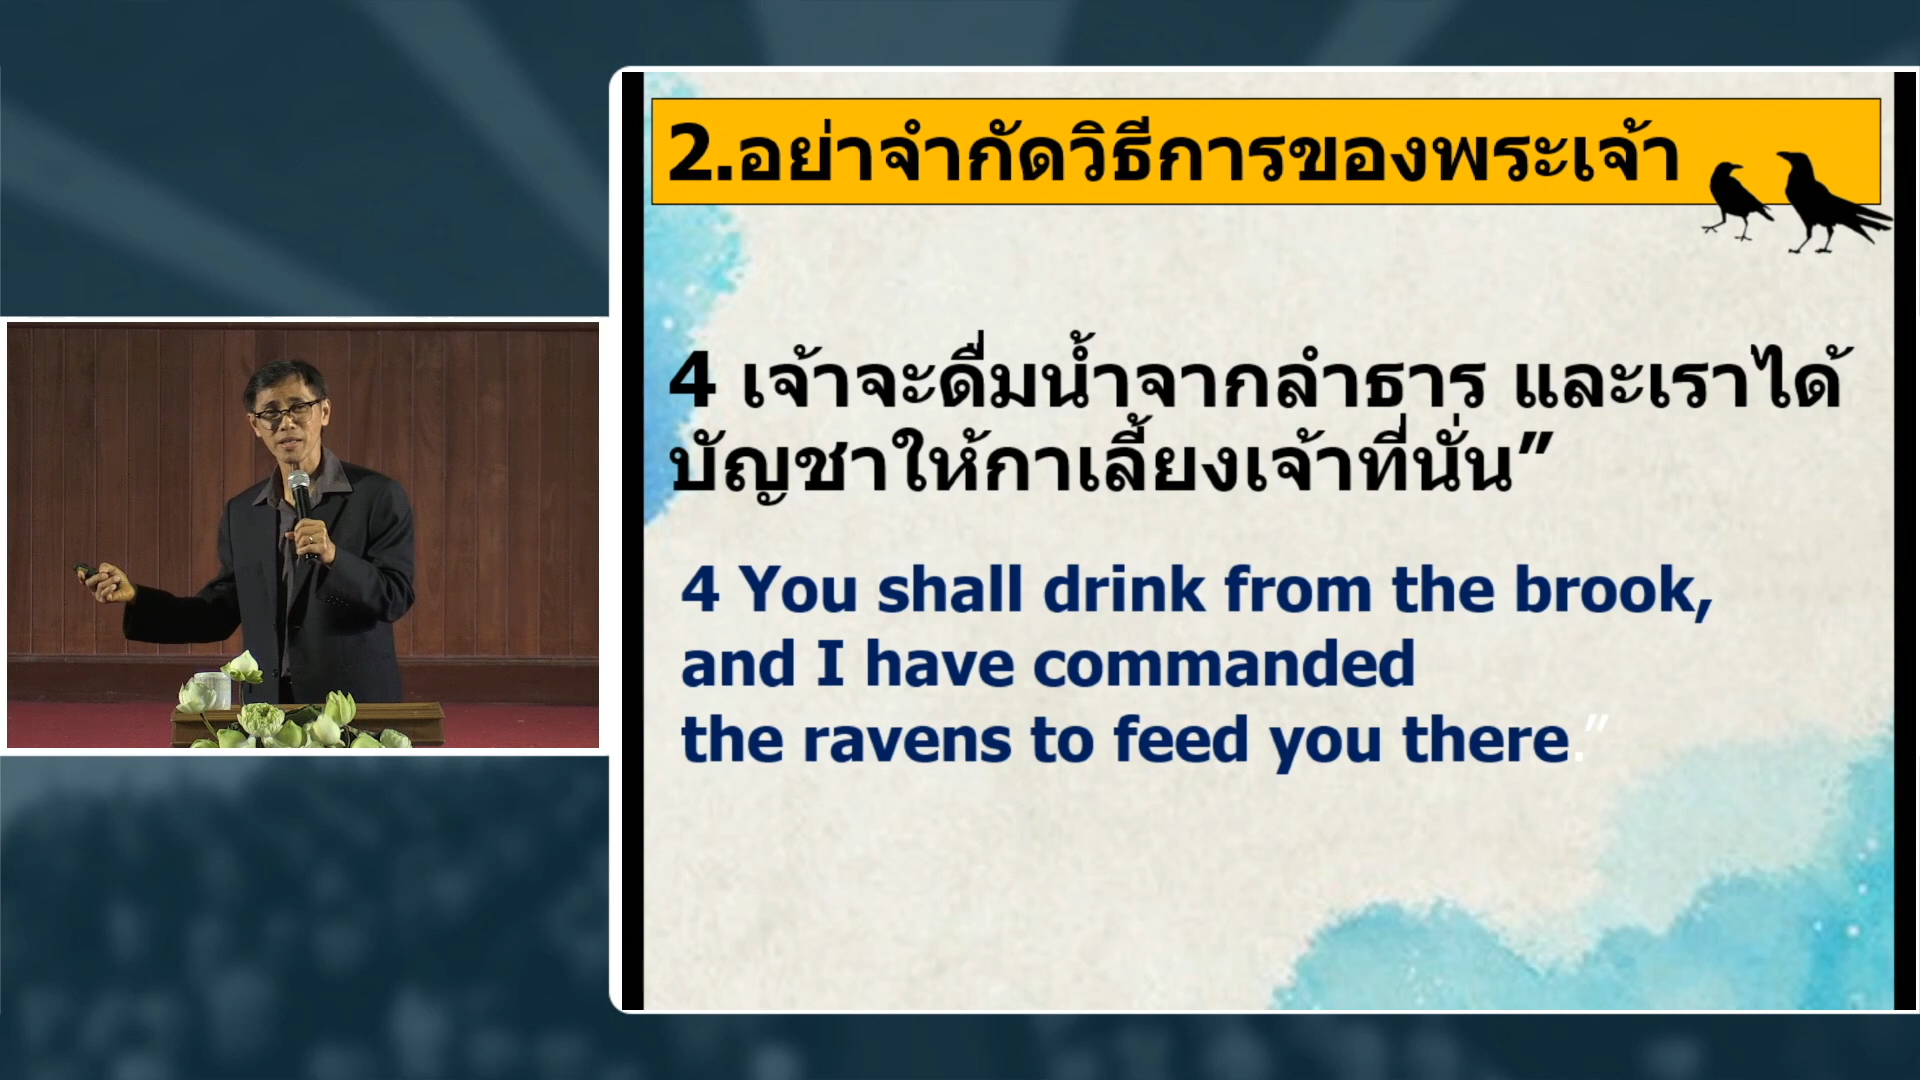 2.อย่าจำกัดวิธีการของพระเจ้า
4 เจ้าจะดื่มน้ำจากลำธาร และเราได้
บัญชาให้กาเลี้ยงเจ้าที่นั่น”
4 You shall drink from the brook,
and I have commanded
the ravens to feed you there.”